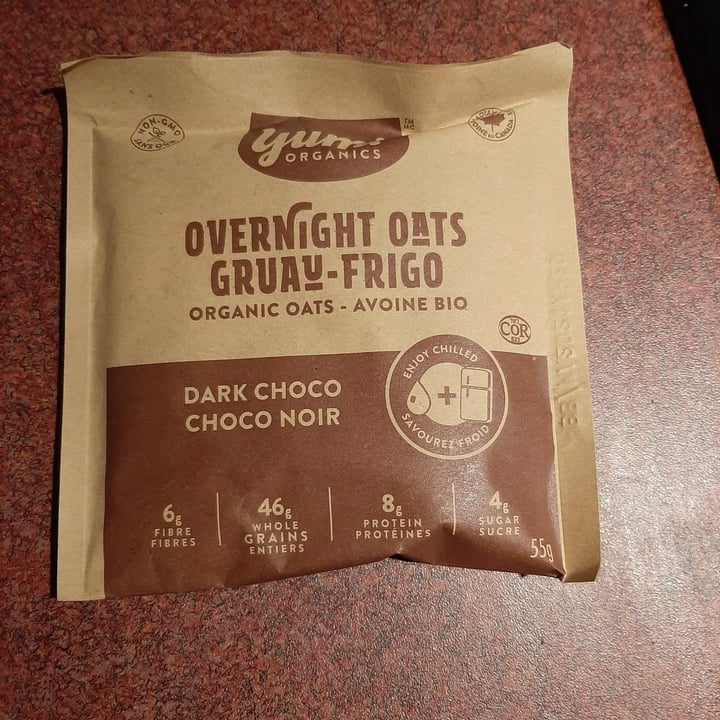 NON-GMO
SANS OGM
yumi
ORGANICS
TM
MC
OVERNIGHT OATS
GRUAU-FRIGO
ORGANIC OATS - AVOINE BIO
COR
ENJOY CHILLED
+
SAVOUREZ FROID
DARK CHOCO
CHOCO NOIR
6g
FIBRE
FIBRES
46g
WHOLE
GRAINS
ENTIERS
8g
PROTEIN
PROTÉINES
4g
SUGAR
SUCRE
55g